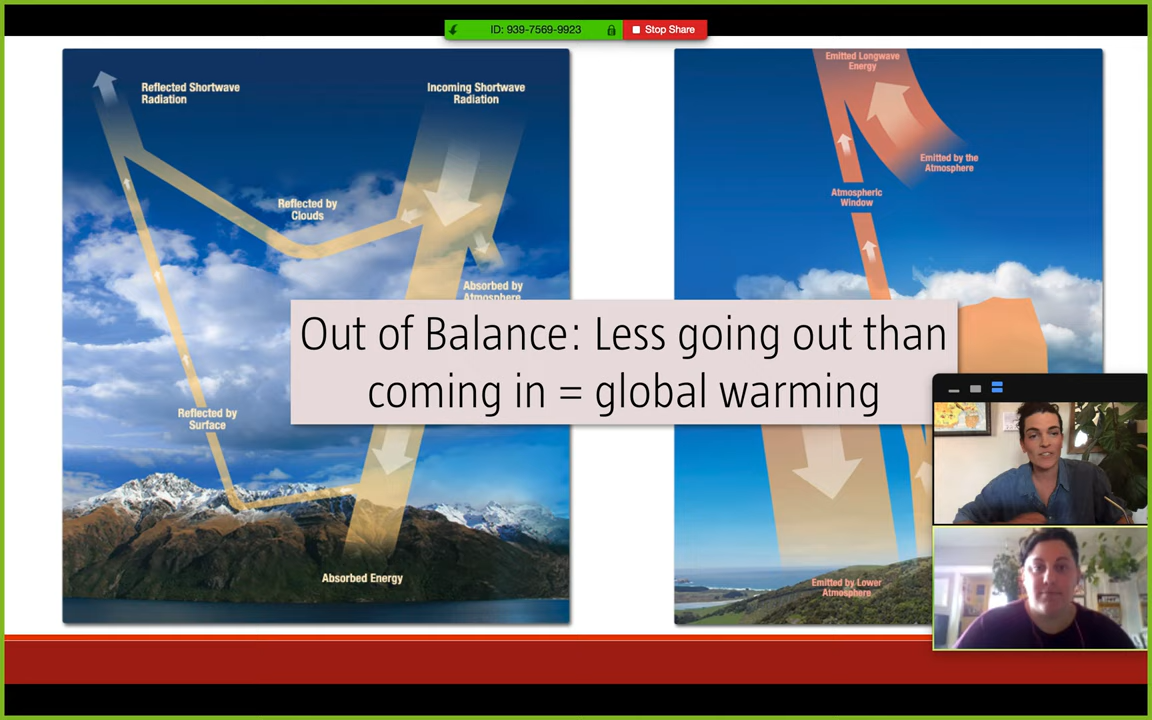 ID: 939-7569-9923
Stop Share
Reflected Shortwave
Radiation
Incoming Shortwave
Radiation
Reflected by
Clouds
Absorbed by
Atmosphere
Reflected by
Surface
Absorbed Energy
Emitted Longwave
Energy
Emitted by the
Atmosphere
Atmospheric
Window
Out of Balance: Less going out than
coming in = global warming
Emitted by Lower
Atmosphere